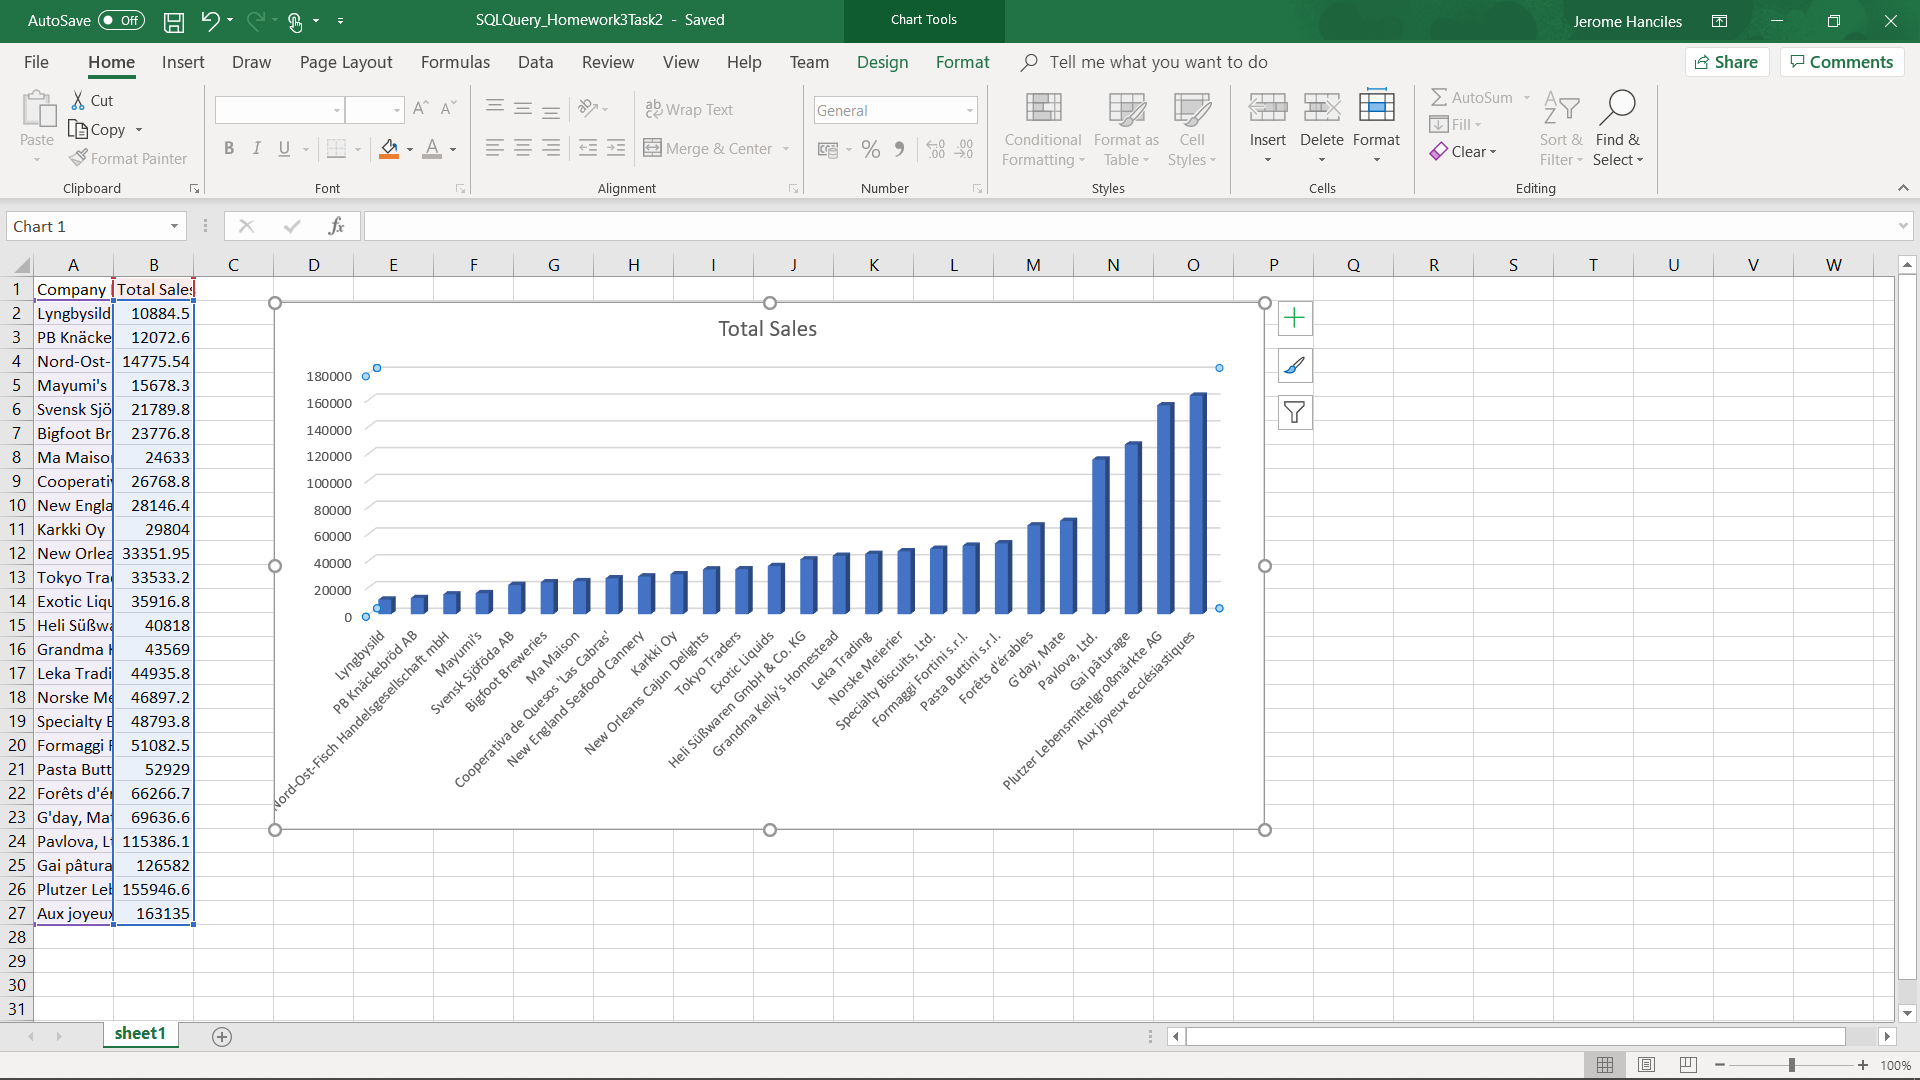 AutoSave Off SQLQuery_Homework3Task2 - Saved Chart Tools Jerome Hanciles
File Home Insert Draw Page Layout Formulas Data Review View Help Team Design Format Tell me what you want to do Share Comments
Paste
Cut
Copy
Format Painter
Clipboard
B I U A
Font
Wrap Text
Merge & Center
Alignment
General
Number
Conditional Formatting
Format as Table
Cell Styles
Styles
Insert Delete Format
Cells
AutoSum
Fill
Clear
Sort & Filter
Find & Select
Editing
Chart 1 fx
A B C D E F G H I J K L M N O P Q R S T U V W
1 Company Total Sales
2 Lyngbysild 10884.5
3 PB Knäcke 12072.6
4 Nord-Ost- 14775.54
5 Mayumi's 15678.3
6 Svensk Sjö 21789.8
7 Bigfoot Br 23776.8
8 Ma Maiso 24633
9 Cooperativ 26768.8
10 New Engla 28146.4
11 Karkki Oy 29804
12 New Orlea 33351.95
13 Tokyo Trad 33533.2
14 Exotic Liqu 35916.8
15 Heli Süßwa 40818
16 Grandma K 43569
17 Leka Tradi 44935.8
18 Norske Me 46897.2
19 Specialty B 48793.8
20 Formaggi F 51082.5
21 Pasta Butt 52929
22 Forêts d'ér 66266.7
23 G'day, Mat 69636.6
24 Pavlova, Lt 115386.1
25 Gai pâtura 126582
26 Plutzer Leb 155946.6
27 Aux joyeux 163135
28
29
30
31
Total Sales
180000
160000
140000
120000
100000
80000
60000
40000
20000
0
Lyngbysild
PB Knäckebröd AB
Nord-Ost-Fisch Handelsgesellschaft mbH
Mayumi's
Svensk Sjöföda AB
Bigfoot Breweries
Ma Maison
Cooperativa de Quesos 'Las Cabras'
New England Seafood Cannery
Karkki Oy
New Orleans Cajun Delights
Tokyo Traders
Exotic Liquids
Heli Süßwaren GmbH & Co. KG
Grandma Kelly's Homestead
Leka Trading
Norske Meierier
Specialty Biscuits, Ltd.
Formaggi Fortini s.r.l.
Pasta Buttini s.r.l.
Forêts d'érables
G'day, Mate
Pavlova, Ltd.
Gai pâturage
Plutzer Lebensmittelgroßmärkte AG
Aux joyeux ecclésiastiques
sheet1
100%